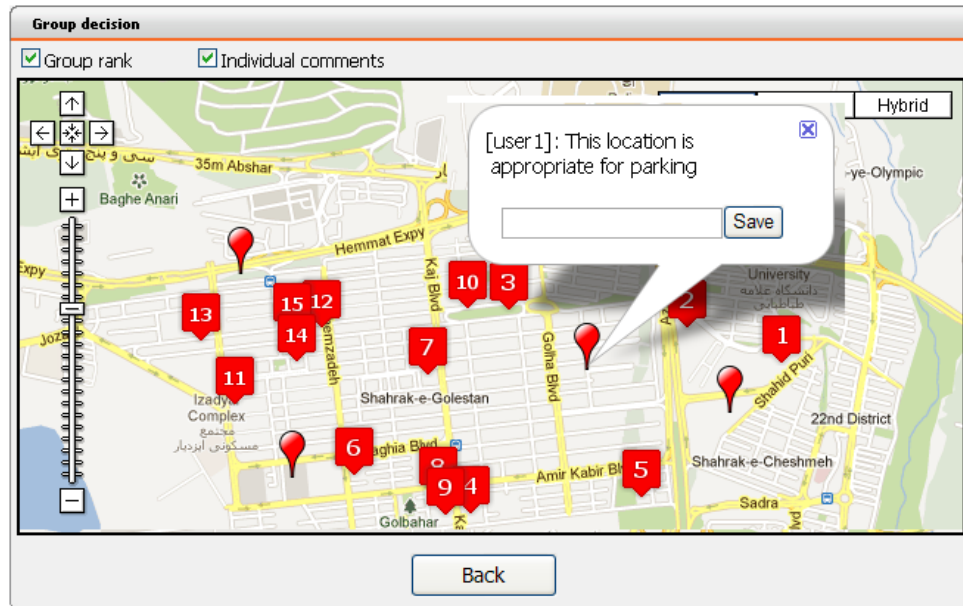 Group decision
Group rank
Individual comments
Hybrid
[user1]: This location is
appropriate for parking
Save
35m Abshar
Baghe Anari
-ye-Olympic
Hemmat Expy
Expy
Kaj Blvd
University
دانشگاه علامه
طباطبایی
10
3
2
15
12
13
14
1
7
Golha Blvd
11
Shahid Puri
Izadyar
Complex
مجتمع
مسکونی ایزدیار
Shahrak-e-Golestan
22nd District
6
8
9
4
5
Amir Kabir Bl
Shahrak-e-Cheshmeh
Sadra
Golbahar
Back